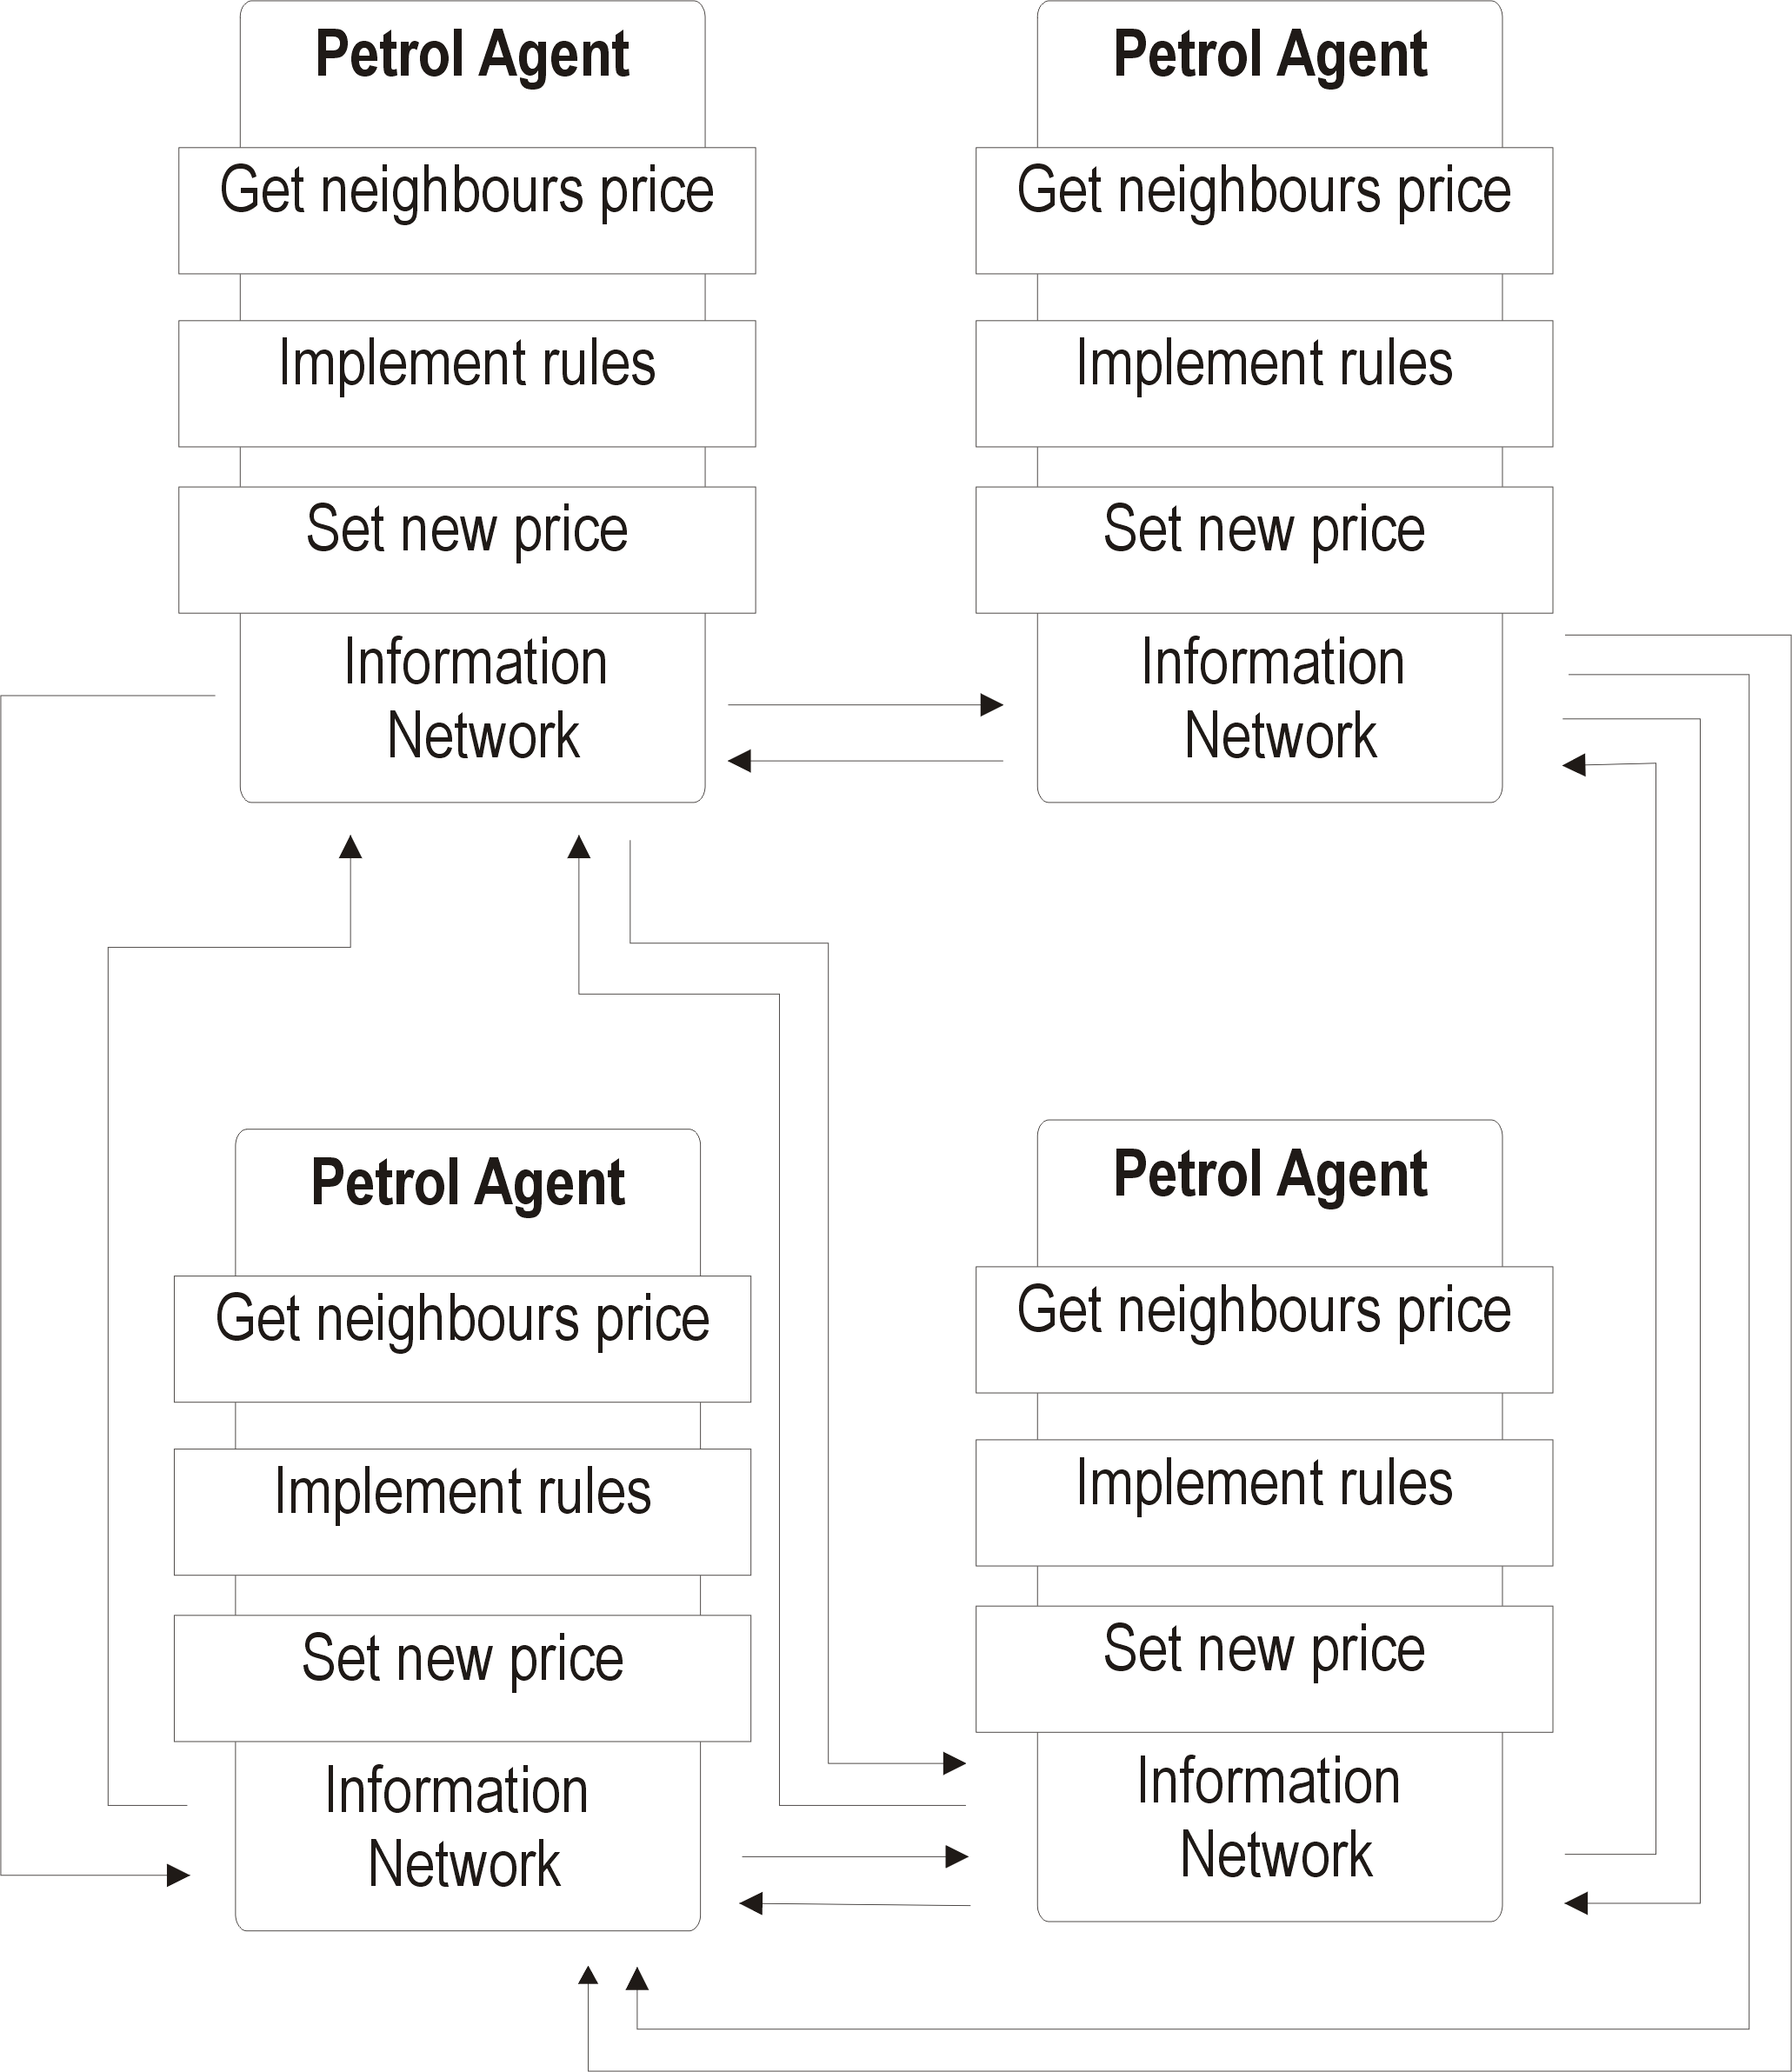 Petrol Agent
Get neighbours price
Implement rules
Set new price
Information
Network
Petrol Agent
Get neighbours price
Implement rules
Set new price
Information
Network
Petrol Agent
Get neighbours price
Implement rules
Set new price
Information
Network
Petrol Agent
Get neighbours price
Implement rules
Set new price
Information
Network